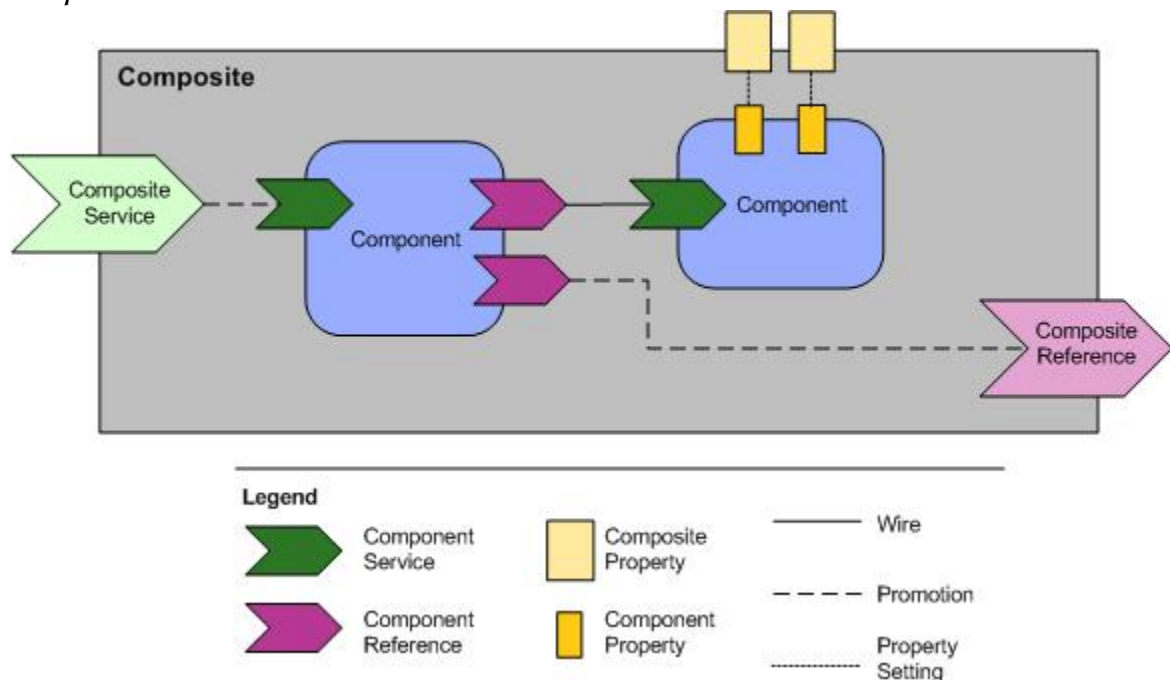 Composite
Composite
Service
Component
Component
Composite
Reference
Legend
Component
Service
Composite
Property
Wire
Promotion
Component
Reference
Component
Property
Property
Setting